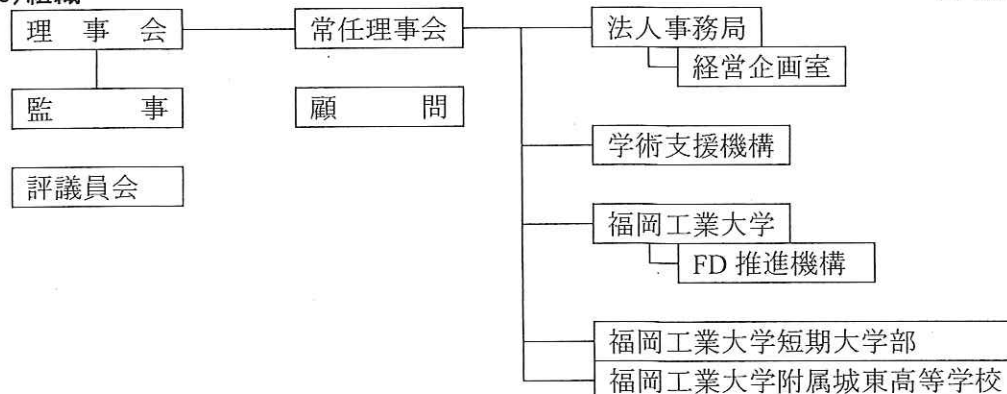 組織
理事会 常任理事会 法人事務局
経営企画室
監事 顧問
学術支援機構
評議員会
福岡工業大学
FD 推進機構
福岡工業大学短期大学部
福岡工業大学附属城東高等学校